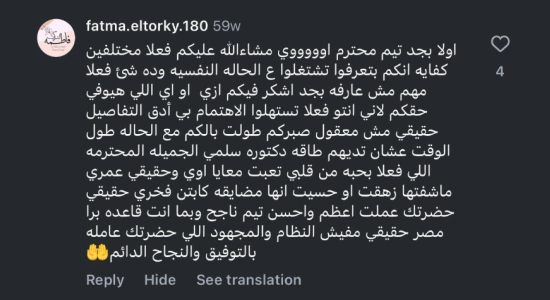 fatma.eltorky.180 59w
اولا بجد تيم محترم اووووي مشاءالله عليكم فعلا مختلفين
كفايه انكم بتعرفوا تشتغلوا ع الحاله النفسيه وده شئ فعلا
مهم مش عارفه بجد اشكر فيكم ازي او اي اللي هيوفي
حقكم لاني انتو فعلا تستهلوا الاهتمام بي أدق التفاصيل
حقيقي مش معقول صبركم طولت بالكم مع الحاله طول
الوقت عشان تديهم طاقه دكتوره سلمي الجميله المحترمه
اللي فعلا بحبه من قلبي تعبت معايا اوي وحقيقي عمري
ماشفتها زهقت او حسيت انها مضايقه كابتن فخري حقيقي
حضرتك عملت اعظم واحسن تيم ناجح وبما انت قاعده برا
مصر حقيقي مفيش النظام والمجهود اللي حضرتك عامله
بالتوفيق والنجاح الدائم🤲
4
Reply Hide See translation